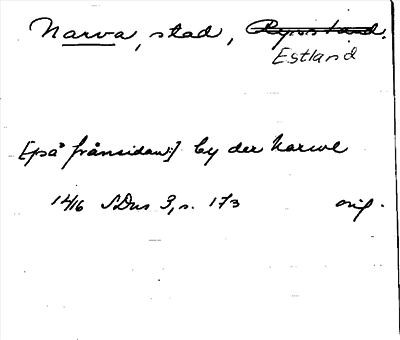 Narva, stad, Ryssland.
Estland
[på frånsidan:] by der Narwe
1416 SDns 3, s. 173 orig.